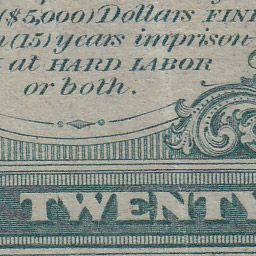 ($5,000) Dollars FINE
(15) years imprison
at HARD LABOR
or both.
TWENTY